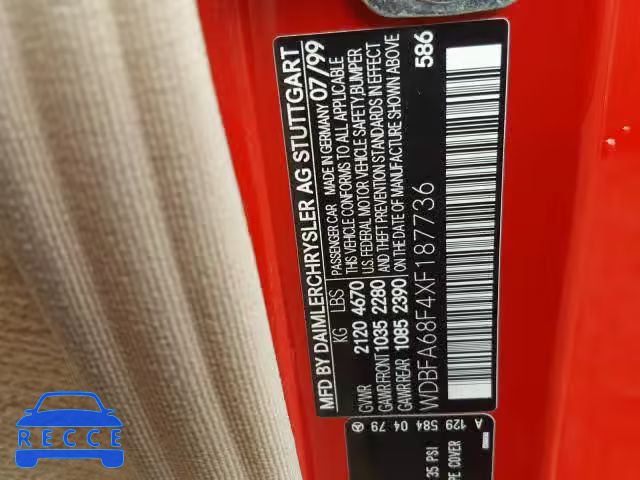 MFD BY DAIMLERCHRYSLER AG STUTTGART
PASSENGER CAR MADE IN GERMANY 07/99
THIS VEHICLE CONFORMS TO ALL APPLICABLE
U.S. FEDERAL MOTOR VEHICLE SAFETY,BUMPER
AND THEFT PREVENTION STANDARDS IN EFFECT
ON THE DATE OF MANUFACTURE SHOWN ABOVE
KG LBS
GVWR 2120 4670
GAWR FRONT 1035 2280
GAWR REAR 1085 2390
586
WDBFA68F4XF187736
A 129 584 04 79
35 PSI
PE COVER
RECCE